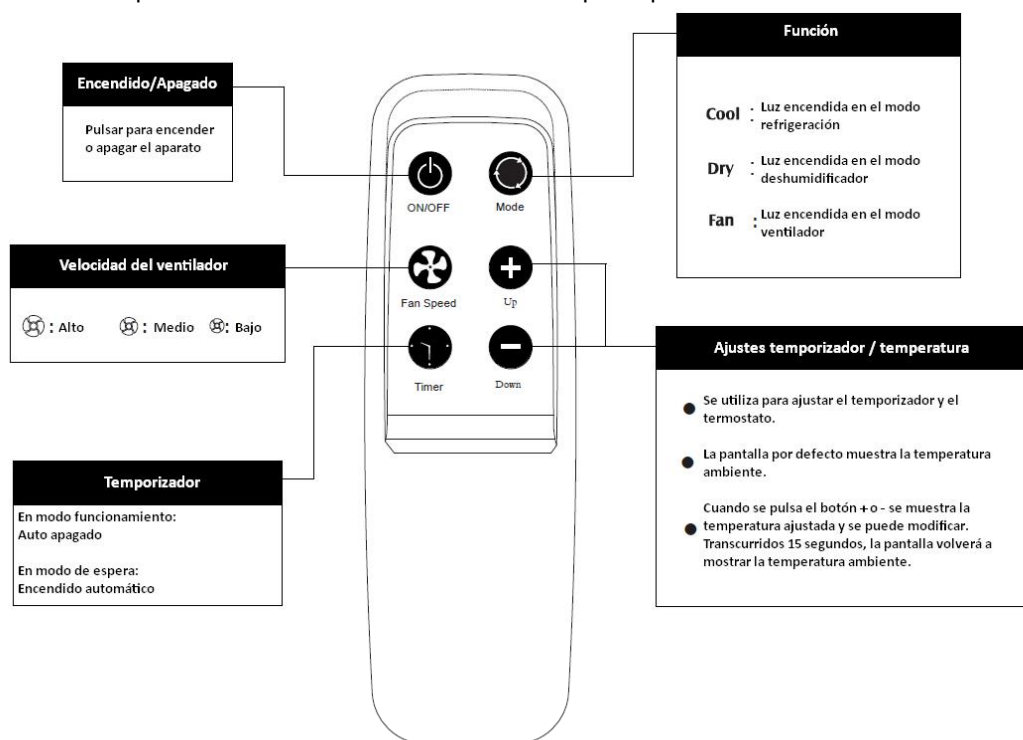 Función
Cool : Luz encendida en el modo
refrigeración
Dry : Luz encendida en el modo
deshumidificador
Fan : Luz encendida en el modo
ventilador
Encendido/Apagado
Pulsar para encender
o apagar el aparato
ON/OFF
Mode
Velocidad del ventilador
: Alto : Medio : Bajo
Fan Speed
Up
Timer
Down
Ajustes temporizador / temperatura
● Se utiliza para ajustar el temporizador y el
termostato.
● La pantalla por defecto muestra la temperatura
ambiente.
● Cuando se pulsa el botón + o - se muestra la
temperatura ajustada y se puede modificar.
Transcurridos 15 segundos, la pantalla volverá a
mostrar la temperatura ambiente.
Temporizador
En modo funcionamiento:
Auto apagado
En modo de espera:
Encendido automático